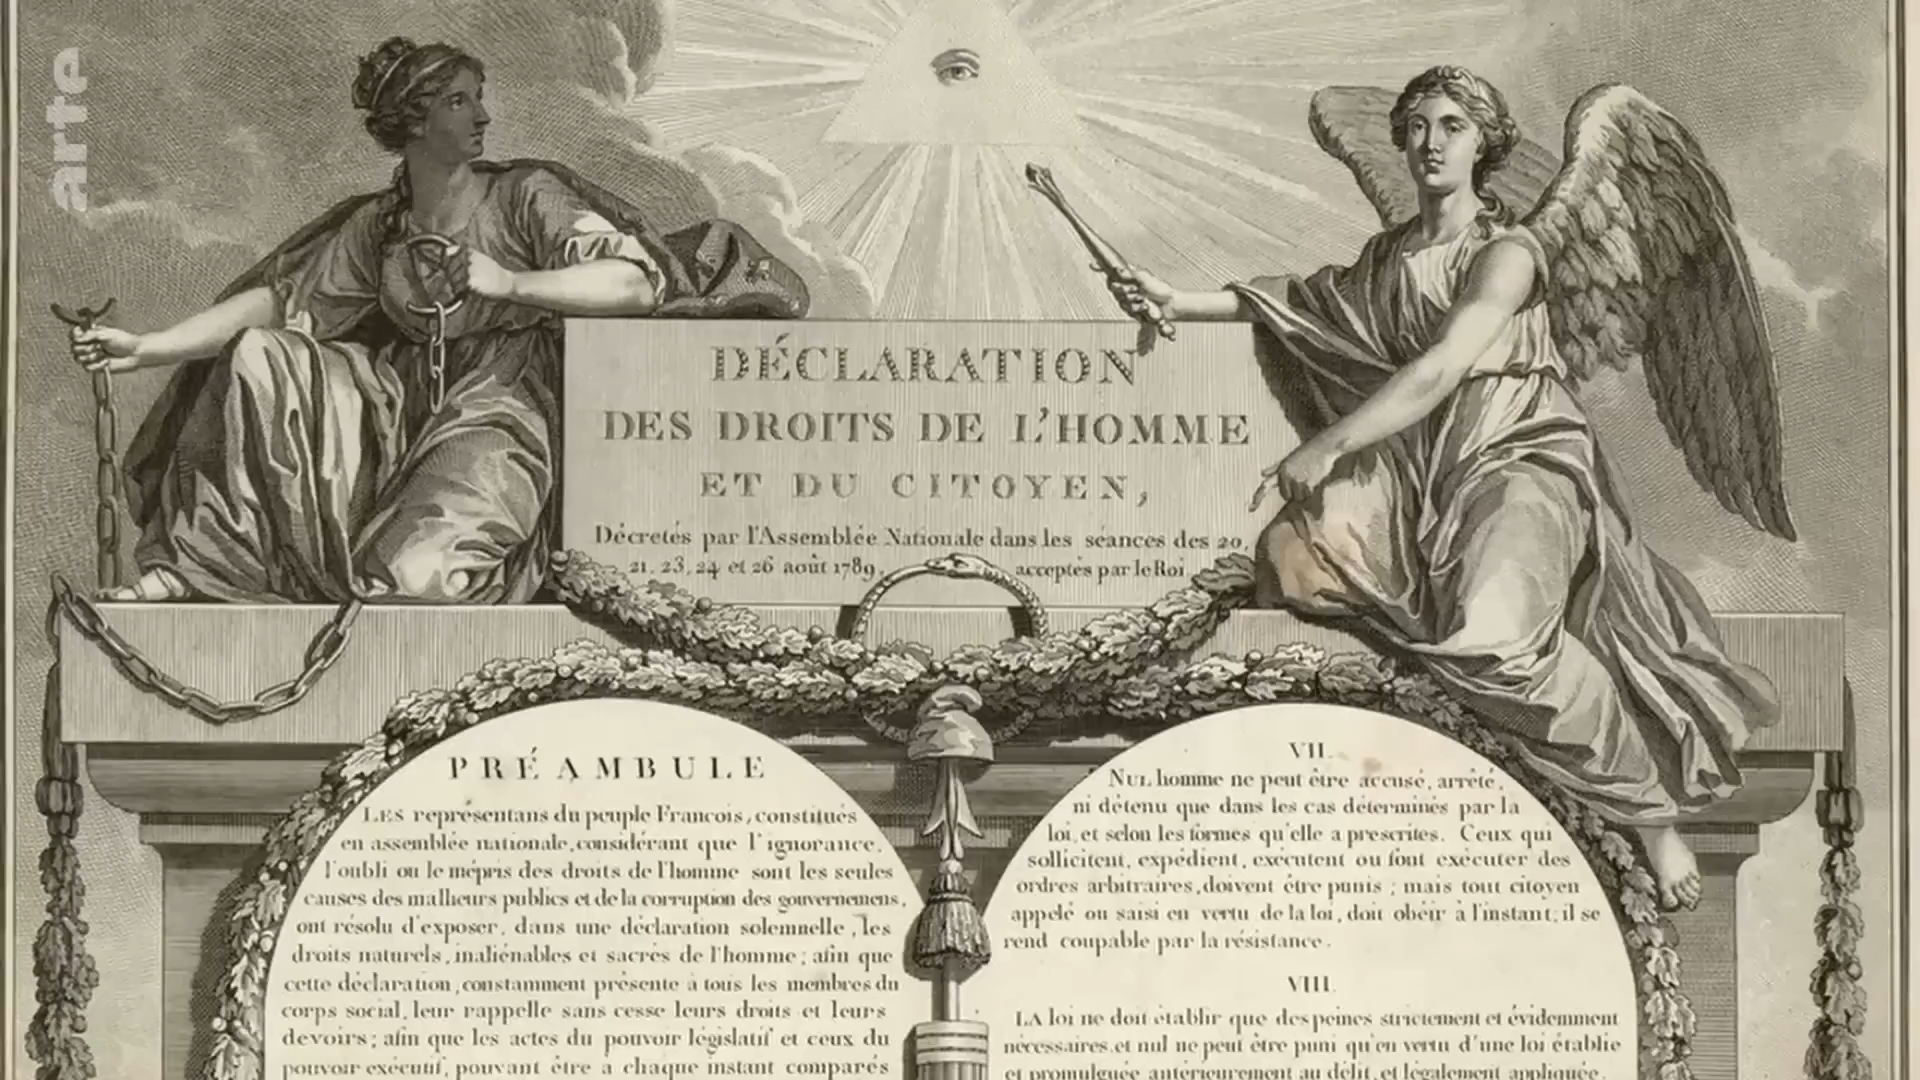 arte
DÉCLARATION
DES DROITS DE L'HOMME
ET DU CITOYEN,
Décretés par l'Assemblée Nationale dans les séances des 20,
21, 23, 24 et 26 août 1789, acceptés par le Roi
PRÉAMBULE
LES représentans du peuple Francois, constitués
en assemblée nationale, considérant que l'ignorance,
l'oubli ou le mépris des droits de l'homme sont les seules
causes des malheurs publics et de la corruption des gouvernemens,
ont résolu d'exposer, dans une déclaration solemnelle, les
droits naturels, inaliénables et sacrés de l'homme; afin que
cette déclaration, constamment présente à tous les membres du
corps social, leur rappelle sans cesse leurs droits et leurs
devoirs; afin que les actes du pouvoir législatif et ceux du
pouvoir exécutif, pouvant être a chaque instant comparés
VII.
NUL homme ne peut être accusé, arrêté,
ni détenu que dans les cas déterminés par la
loi, et selon les formes qu'elle a prescrites. Ceux qui
sollicitent, expédient, exécutent ou font exécuter des
ordres arbitraires, doivent être punis; mais tout citoyen
appelé ou saisi en vertu de la loi, doit obéir à l'instant; il se
rend coupable par la résistance.
VIII.
LA loi ne doit établir que des peines strictement et évidemment
nécessaires, et nul ne peut être puni qu'en vertu d'une loi établie
et promulguée antérieurement au délit, et légalement appliquée.